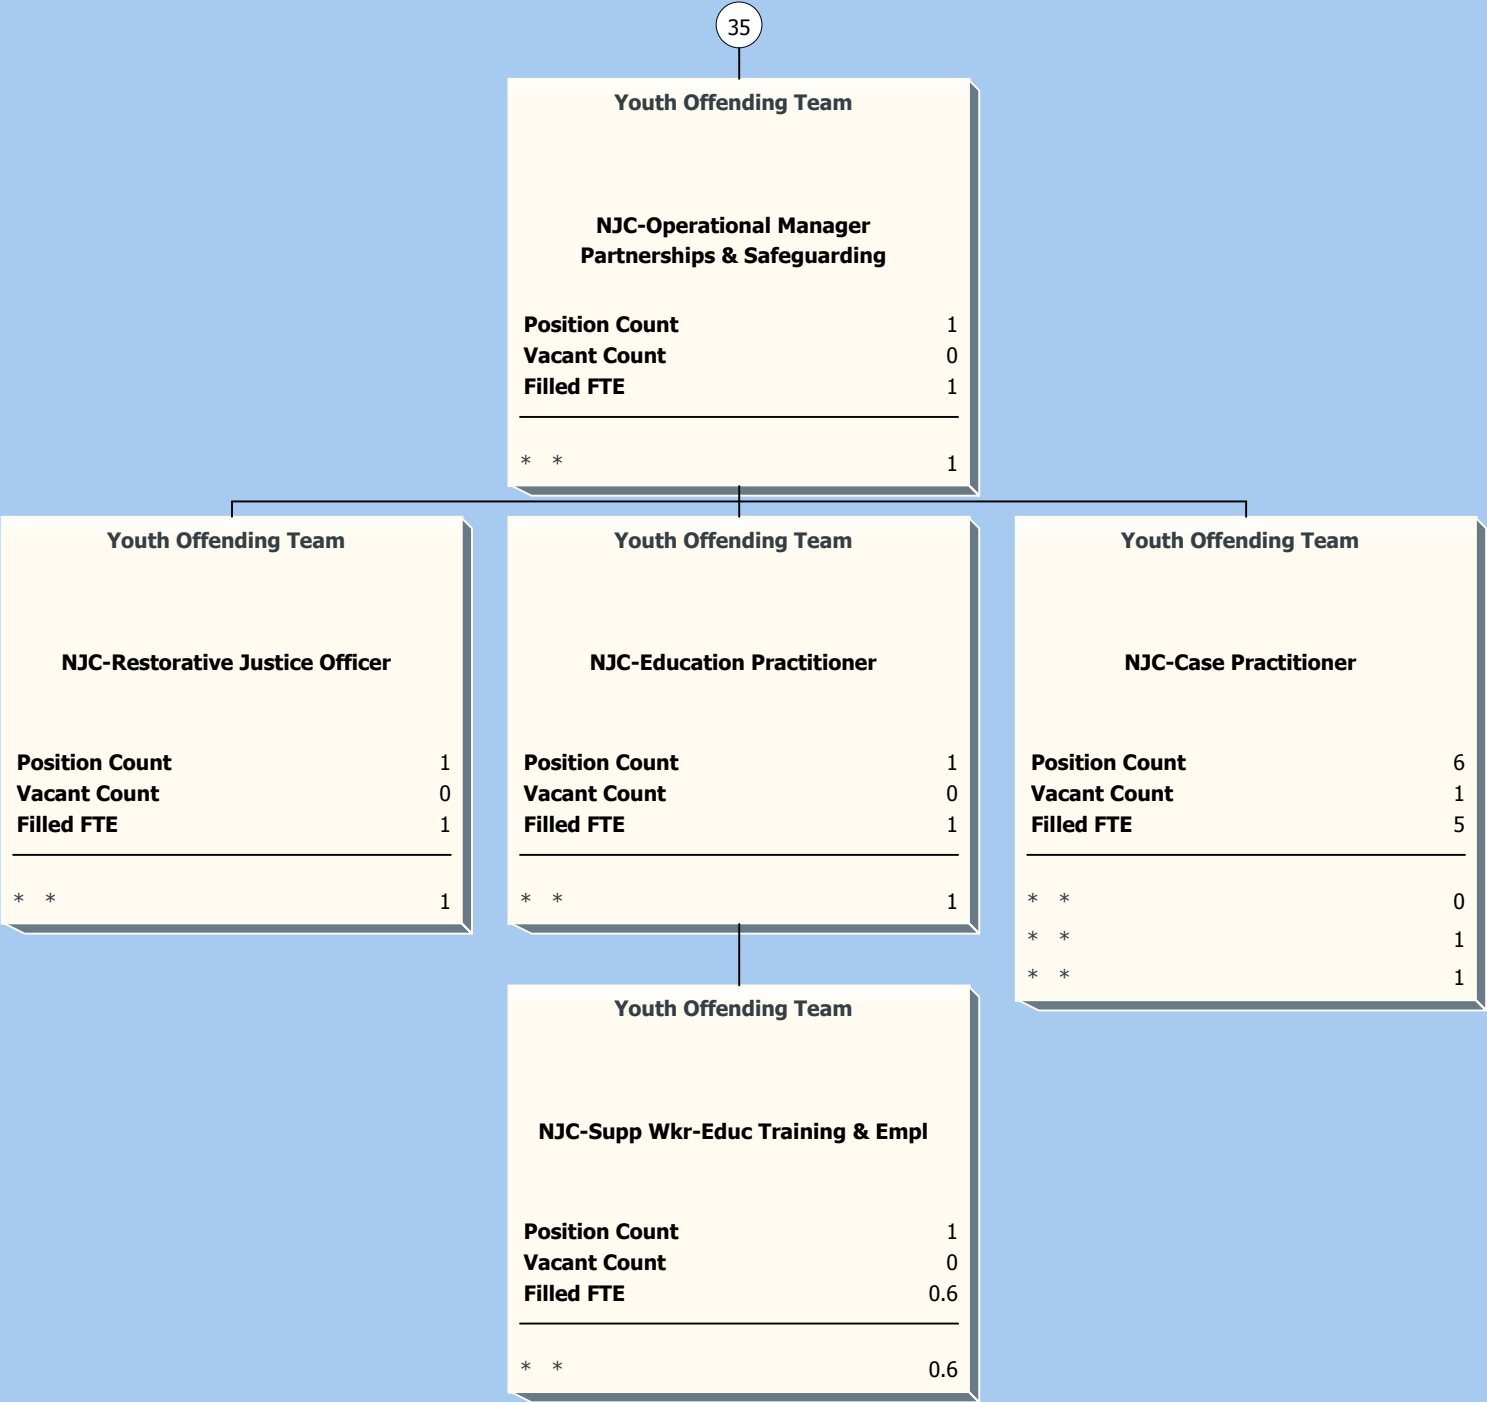 35
Youth Offending Team
NJC-Operational Manager
Partnerships & Safeguarding
Position Count 1
Vacant Count 0
Filled FTE 1
* * 1
Youth Offending Team
NJC-Restorative Justice Officer
Position Count 1
Vacant Count 0
Filled FTE 1
* * 1
Youth Offending Team
NJC-Education Practitioner
Position Count 1
Vacant Count 0
Filled FTE 1
* * 1
Youth Offending Team
NJC-Case Practitioner
Position Count 6
Vacant Count 1
Filled FTE 5
* * 0
* * 1
* * 1
Youth Offending Team
NJC-Supp Wkr-Educ Training & Empl
Position Count 1
Vacant Count 0
Filled FTE 0.6
* * 0.6